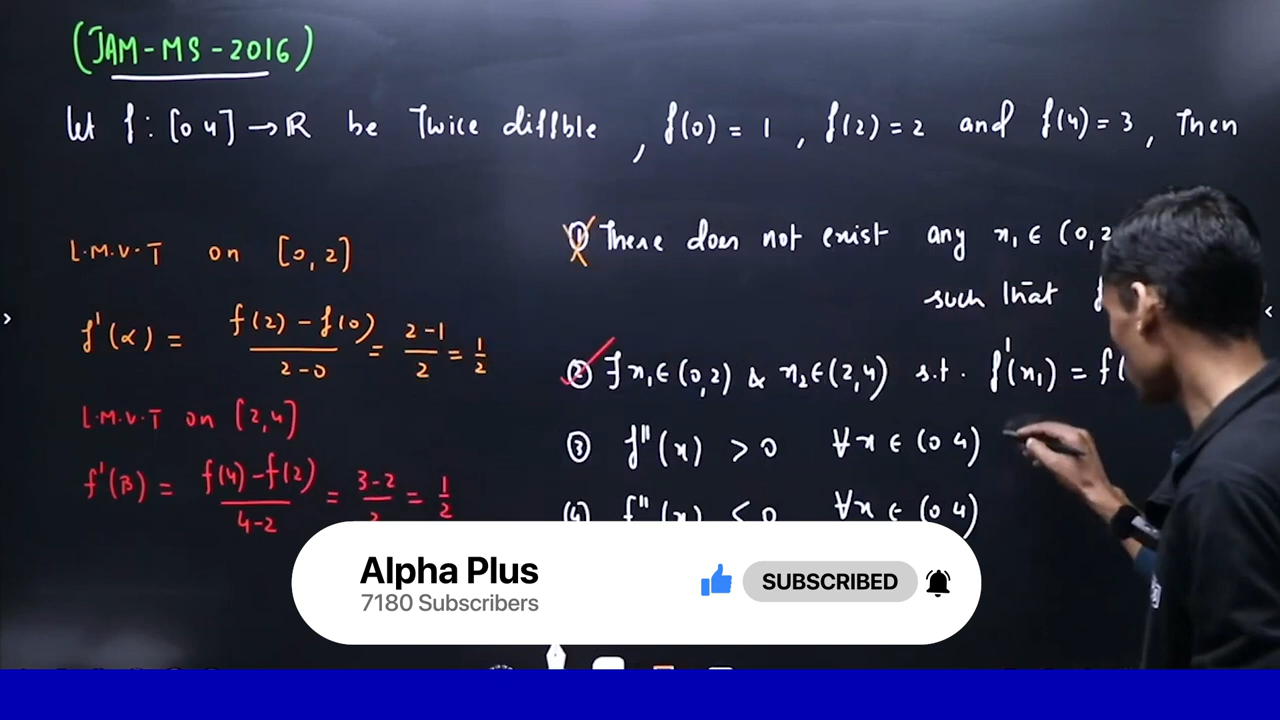 (JAM-MS-2016)
let f : [0 4] → ℝ be Twice diffble , f(0) = 1 , f(2) = 2 and f(4) = 3 , Then
L.M.V.T on [0,2]
f'(α) = f(2) - f(0) / 2-0 = 2-1 / 2 = 1/2
L.M.V.T on [2,4]
f'(β) = f(4) - f(2) / 4-2 = 3-2 / = 1/2
① There does not exist any x₁ ∈ (0,2
such that
② ∃ x₁ ∈ (0,2) & x₂ ∈ (2,4) s.t. f'(x₁) = f(
③ f''(x) > 0 ∀x ∈ (0 4)
(4) f''(x) < 0 ∀x ∈ (0 4)
Alpha Plus
7180 Subscribers
SUBSCRIBED